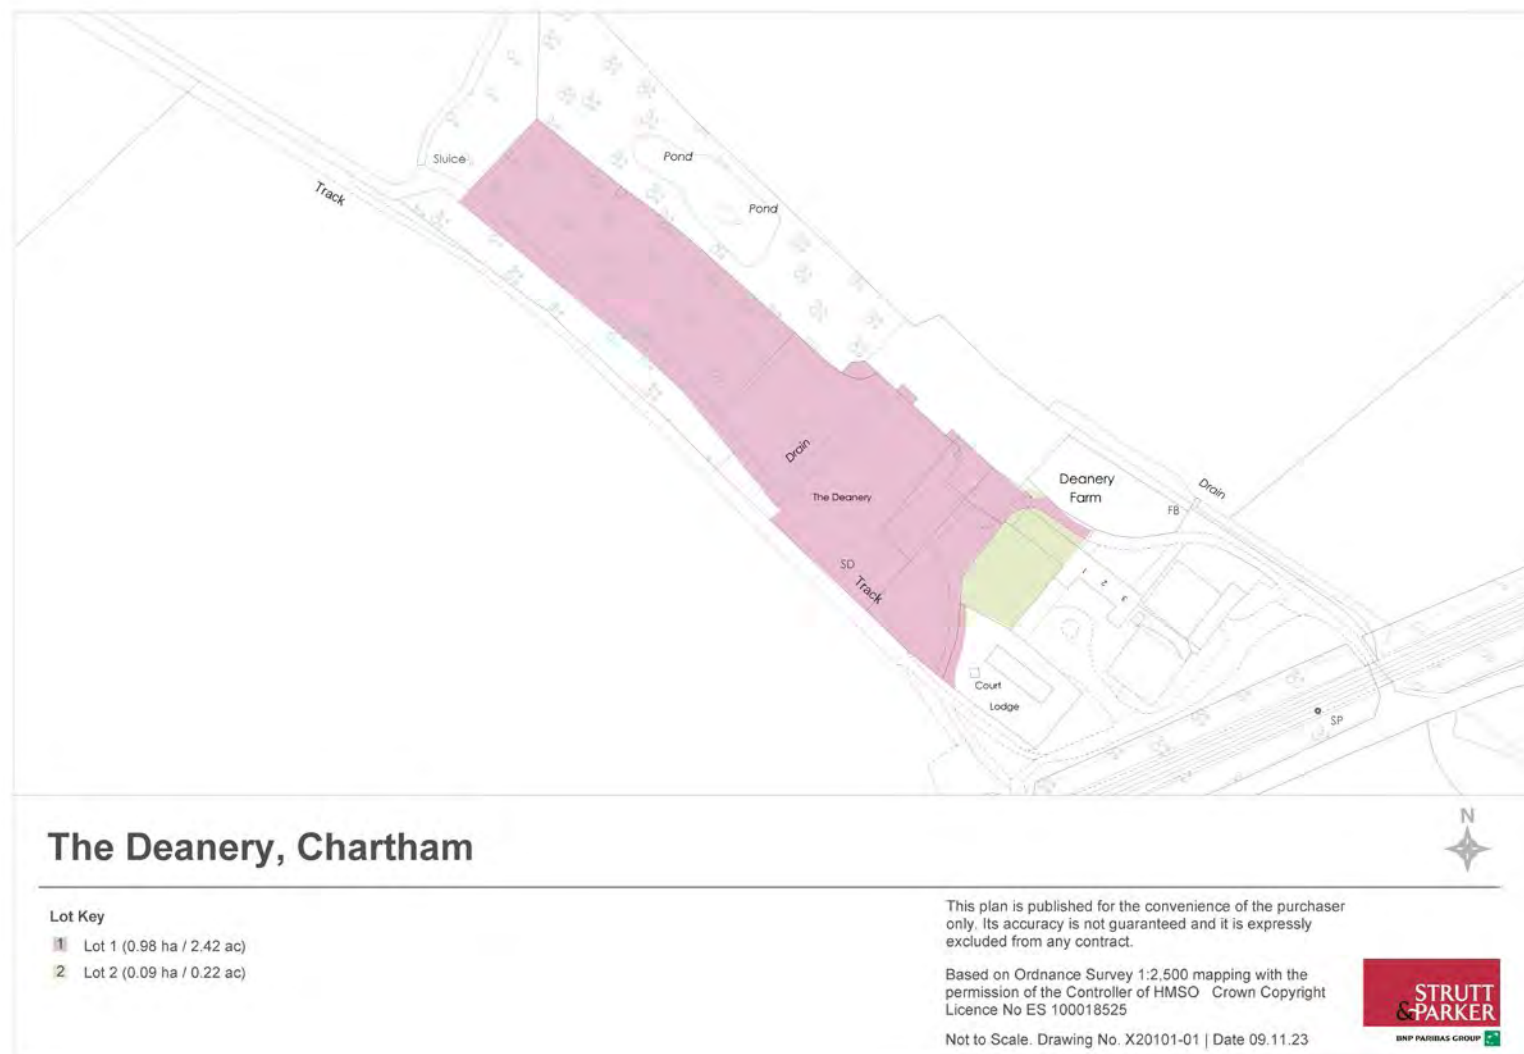 Sluice
Track
Pond
Pond
Drain
The Deanery
SD
Track
Deanery
Farm
Drain
FB
1
2
3
Court
Lodge
SP
The Deanery, Chartham
N
Lot Key
1 Lot 1 (0.98 ha / 2.42 ac)
2 Lot 2 (0.09 ha / 0.22 ac)
This plan is published for the convenience of the purchaser
only. Its accuracy is not guaranteed and it is expressly
excluded from any contract.
Based on Ordnance Survey 1:2,500 mapping with the
permission of the Controller of HMSO Crown Copyright
Licence No ES 100018525
Not to Scale. Drawing No. X20101-01 | Date 09.11.23
STRUTT
&PARKER
BNP PARIBAS GROUP